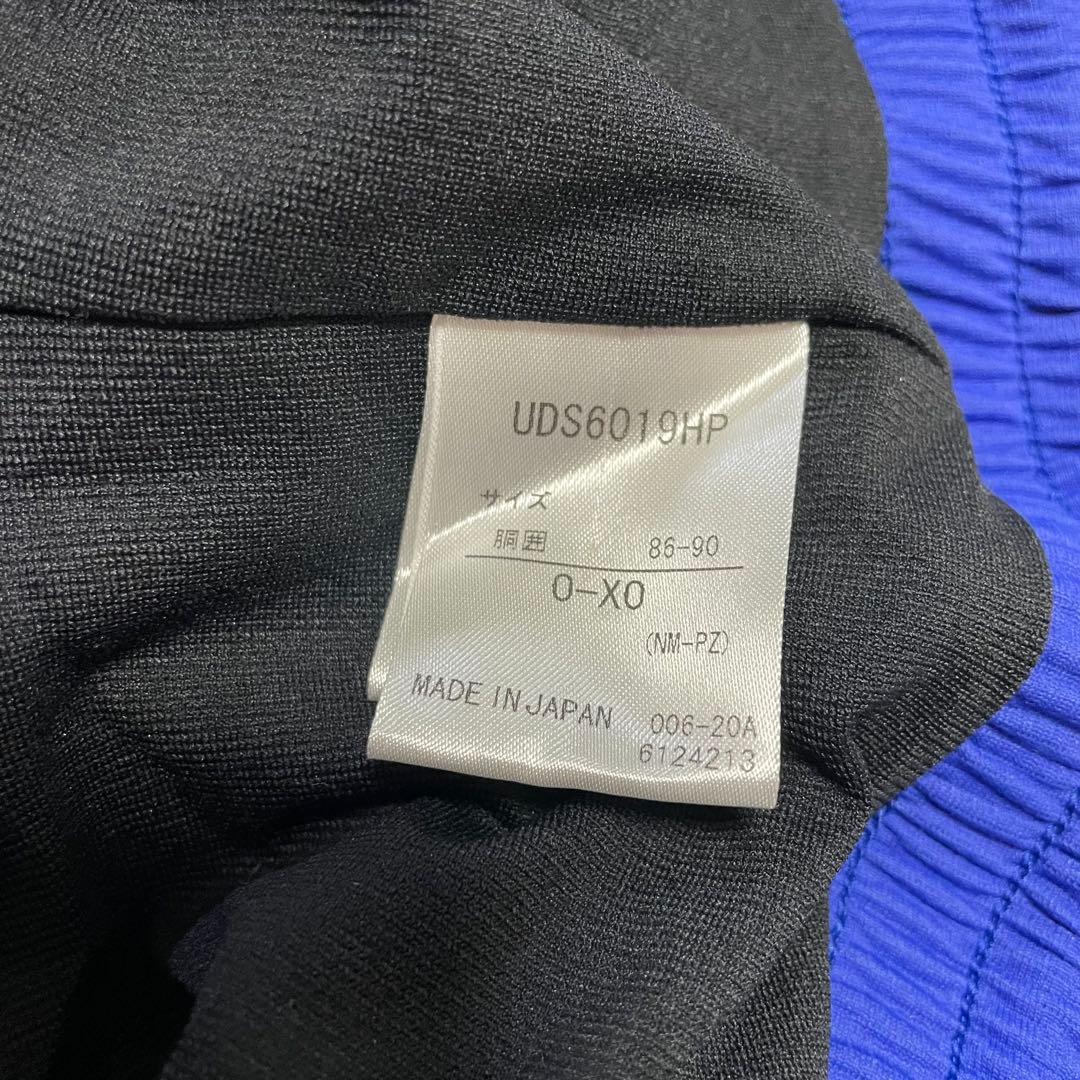 UDS6019HP
サイズ
胴囲 86-90
O-XO
(NM-PZ)
MADE IN JAPAN 006-20A
6124213